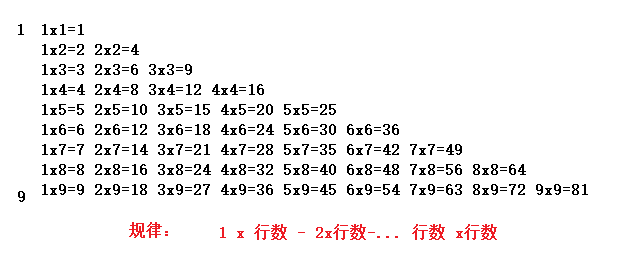 1 1x1=1
1x2=2 2x2=4
1x3=3 2x3=6 3x3=9
1x4=4 2x4=8 3x4=12 4x4=16
1x5=5 2x5=10 3x5=15 4x5=20 5x5=25
1x6=6 2x6=12 3x6=18 4x6=24 5x6=30 6x6=36
1x7=7 2x7=14 3x7=21 4x7=28 5x7=35 6x7=42 7x7=49
1x8=8 2x8=16 3x8=24 4x8=32 5x8=40 6x8=48 7x8=56 8x8=64
9 1x9=9 2x9=18 3x9=27 4x9=36 5x9=45 6x9=54 7x9=63 8x9=72 9x9=81
规律： 1 x 行数 - 2x行数-... 行数 x行数